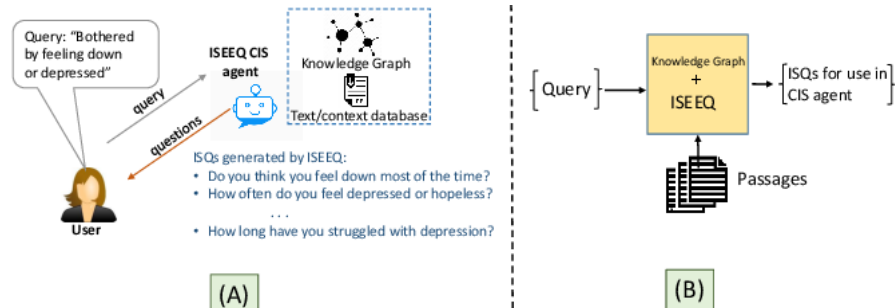 Query: "Bothered
by feeling down
or depressed"
ISEEQ CIS
agent
Knowledge Graph
Text/context database
query
questions
User
ISQs generated by ISEEQ:
• Do you think you feel down most of the time?
• How often do you feel depressed or hopeless?
. . .
• How long have you struggled with depression?
(A)
Query
Knowledge Graph
+
ISEEQ
ISQs for use in
CIS agent
Passages
(B)